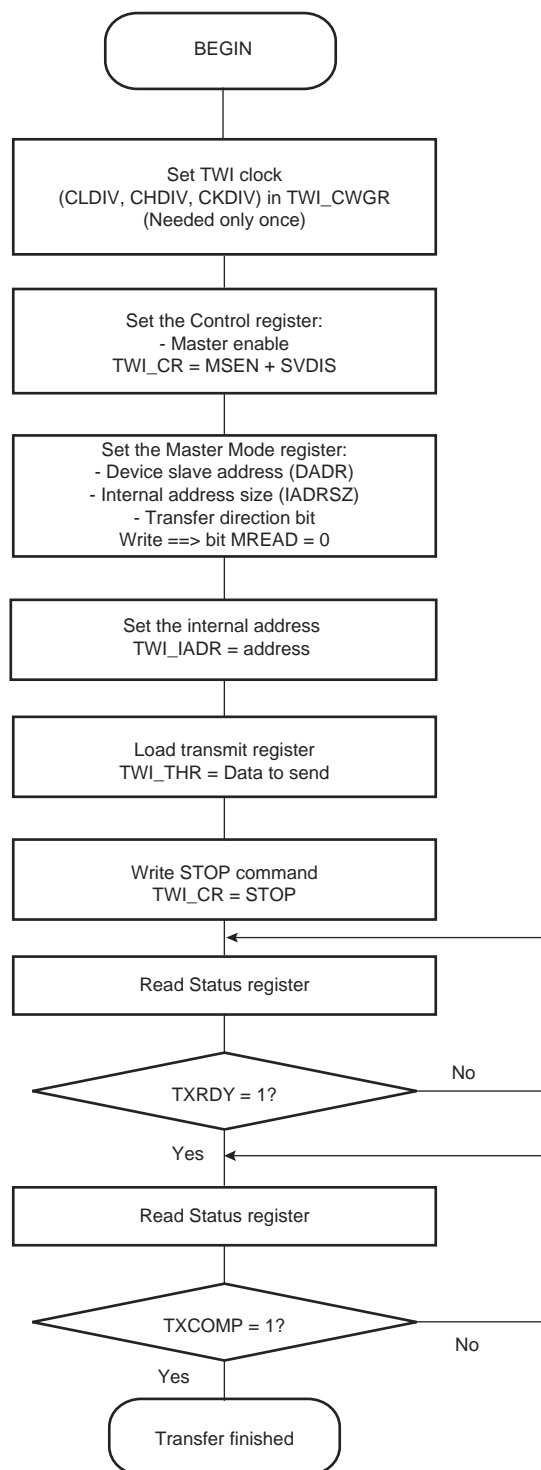 BEGIN
Set TWI clock
(CLDIV, CHDIV, CKDIV) in TWI_CWGR
(Needed only once)
Set the Control register:
- Master enable
TWI_CR = MSEN + SVDIS
Set the Master Mode register:
- Device slave address (DADR)
- Internal address size (IADRSZ)
- Transfer direction bit
Write ==> bit MREAD = 0
Set the internal address
TWI_IADR = address
Load transmit register
TWI_THR = Data to send
Write STOP command
TWI_CR = STOP
Read Status register
TXRDY = 1?
No
Yes
Read Status register
TXCOMP = 1?
No
Yes
Transfer finished